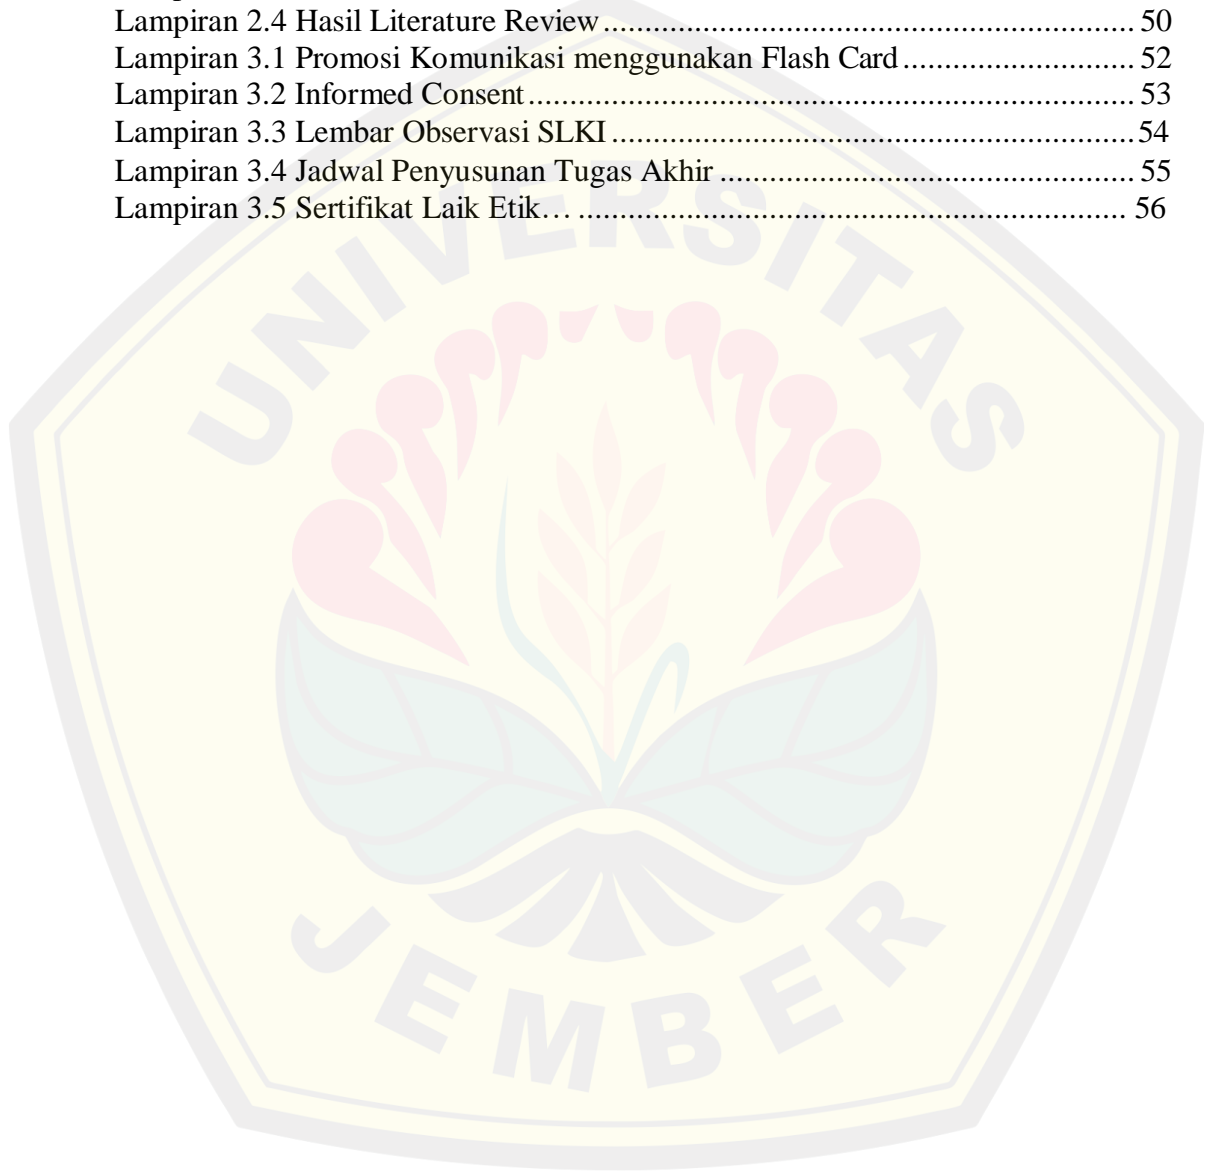 Lampiran 2.4 Hasil Literature Review.................................................................. 50
Lampiran 3.1 Promosi Komunikasi menggunakan Flash Card............................. 52
Lampiran 3.2 Informed Consent........................................................................... 53
Lampiran 3.3 Lembar Observasi SLKI.................................................................54
Lampiran 3.4 Jadwal Penyusunan Tugas Akhir ................................................... 55
Lampiran 3.5 Sertifikat Laik Etik… .................................................................... 56
UNIVERSITAS
JEMBER